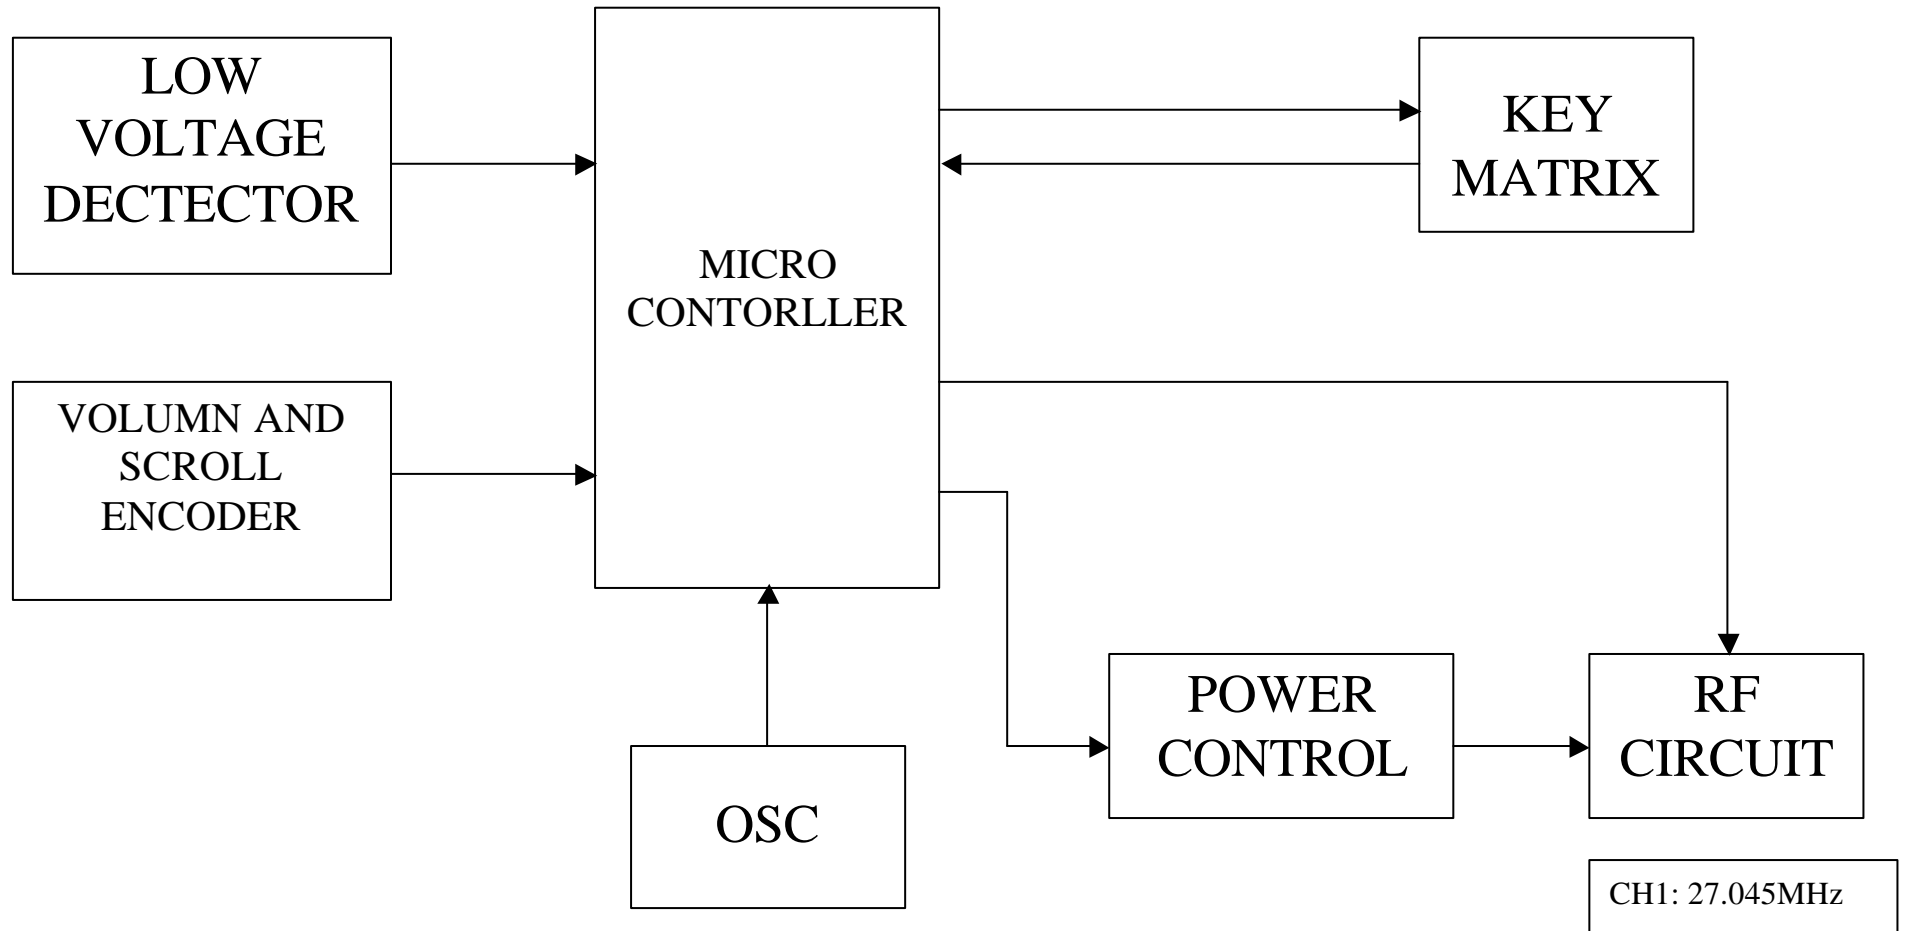 LOW
VOLTAGE
DECTECTOR
MICRO
CONTORLLER
KEY
MATRIX
VOLUMN AND
SCROLL
ENCODER
OSC
POWER
CONTROL
RF
CIRCUIT
CH1: 27.045MHz